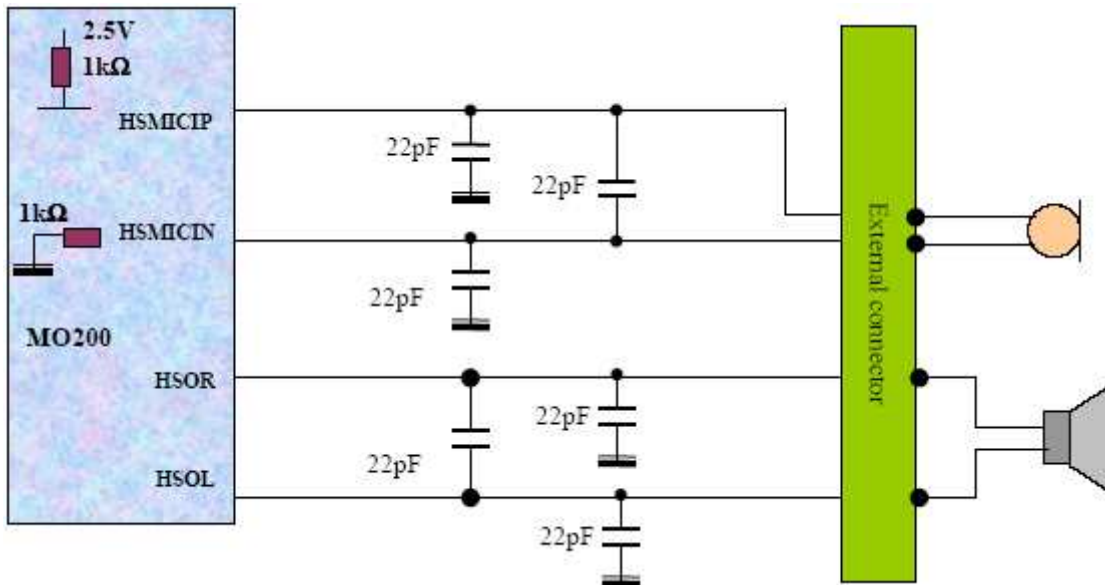 2.5V
1kΩ
HSMICIP
22pF
22pF
1kΩ
HSMICIN
22pF
External connector
MO200
HSOR
22pF
22pF
HSOL
22pF